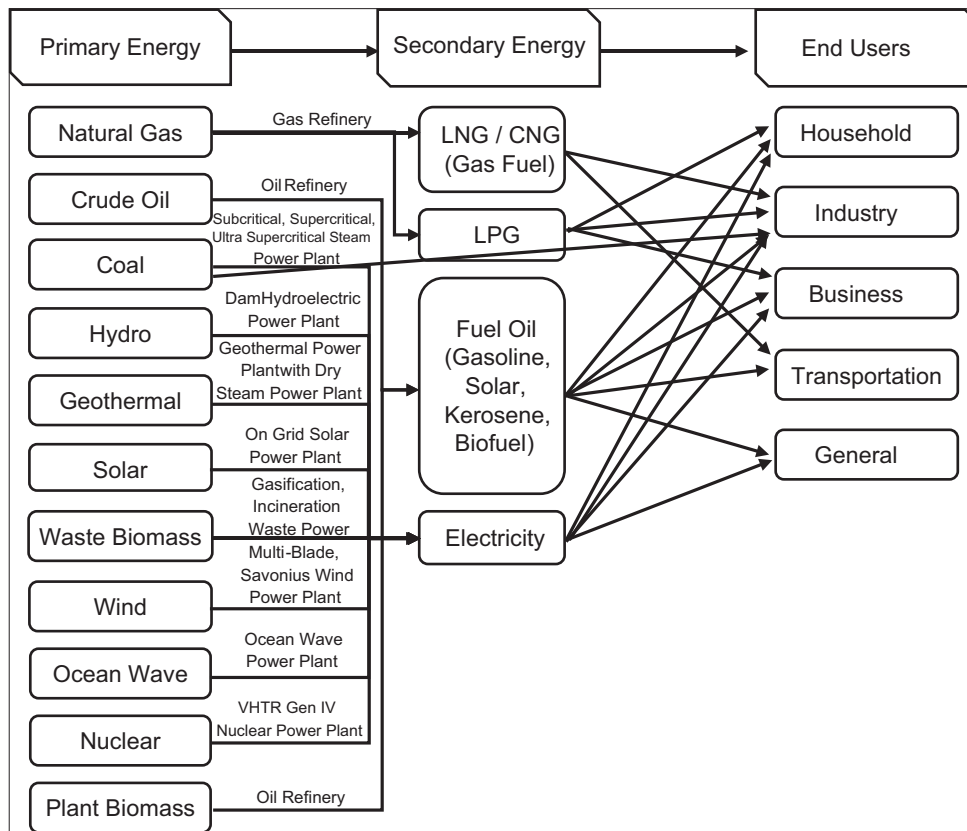 Primary Energy
Secondary Energy
End Users
Natural Gas
Gas Refinery
LNG / CNG
(Gas Fuel)
Household
Crude Oil
Oil Refinery
LPG
Industry
Coal
Subcritical, Supercritical,
Ultra Supercritical Steam
Power Plant
Hydro
DamHydroelectric
Power Plant
Fuel Oil
(Gasoline,
Solar,
Kerosene,
Biofuel)
Business
Geothermal
Geothermal Power
Plantwith Dry
Steam Power Plant
Transportation
Solar
On Grid Solar
Power Plant
General
Waste Biomass
Gasification,
Incineration
Waste Power
Electricity
Wind
Multi-Blade,
Savonius Wind
Power Plant
Ocean Wave
Ocean Wave
Power Plant
Nuclear
VHTR Gen IV
Nuclear Power Plant
Plant Biomass
Oil Refinery